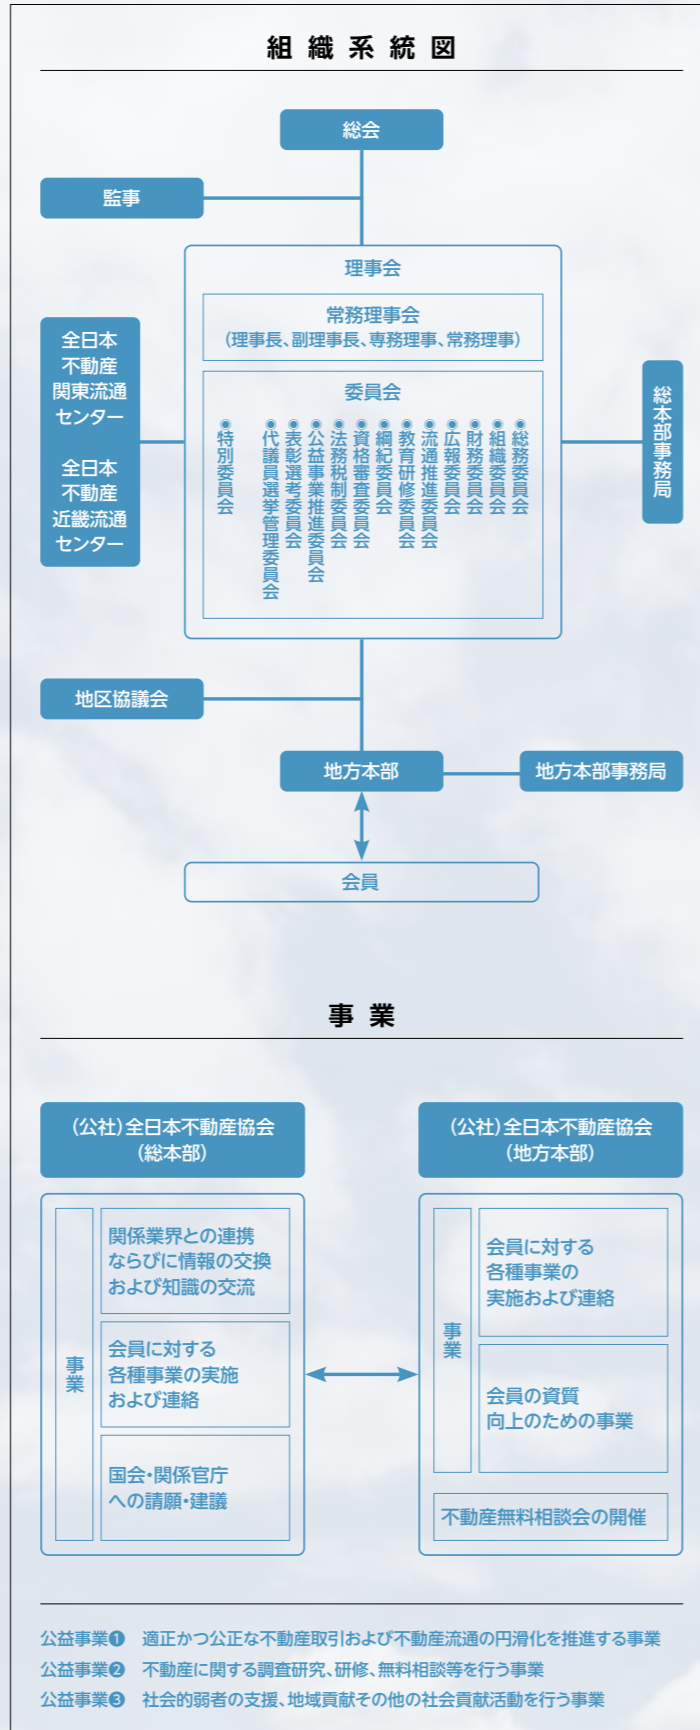 組織系統図
総会
監事
理事会
常務理事会
(理事長、副理事長、専務理事、常務理事)
全日本
不動産
関東流通
センター
全日本
不動産
近畿流通
センター
委員会
◉総務委員会
◉組織委員会
◉財務委員会
◉広報委員会
◉流通推進委員会
◉教育研修委員会
◉綱紀委員会
◉資格審査委員会
◉法務税制委員会
◉公益事業推進委員会
◉表彰選考委員会
◉代議員選挙管理委員会
◉特別委員会
総本部事務局
地区協議会
地方本部
地方本部事務局
会員
事業
(公社)全日本不動産協会
(総本部)
事業
関係業界との連携
ならびに情報の交換
および知識の交流
会員に対する
各種事業の実施
および連絡
国会・関係官庁
への請願・建議
(公社)全日本不動産協会
(地方本部)
事業
会員に対する
各種事業の
実施および連絡
会員の資質
向上のための事業
不動産無料相談会の開催
公益事業❶ 適正かつ公正な不動産取引および不動産流通の円滑化を推進する事業
公益事業❷ 不動産に関する調査研究、研修、無料相談等を行う事業
公益事業❸ 社会的弱者の支援、地域貢献その他の社会貢献活動を行う事業